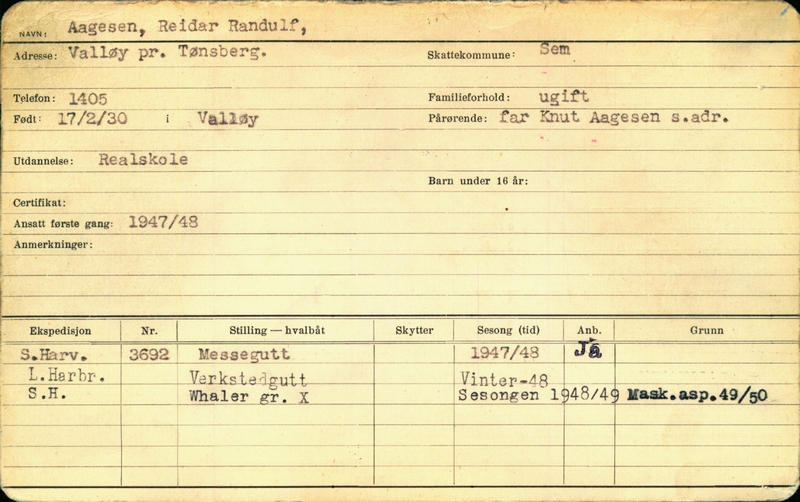 NAVN: Aagesen, Reidar Randulf,
Adresse: Valløy pr. Tønsberg. Skattekommune: Sem
Telefon: 1405 Familieforhold: ugift
Født: 17/2/30 i Valløy Pårørende: far Knut Aagesen s.adr.
Utdannelse: Realskole
Barn under 16 år:
Certifikat:
Ansatt første gang: 1947/48
Anmerkninger:
Ekspedisjon Nr. Stilling — hvalbåt Skytter Sesong (tid) Anb. Grunn
S.Harv. 3692 Messegutt 1947/48 Ja
L.Harbr. Verkstedgutt Vinter-48
S.H. Whaler gr. X Sesongen 1948/49 Mask.asp.49/50